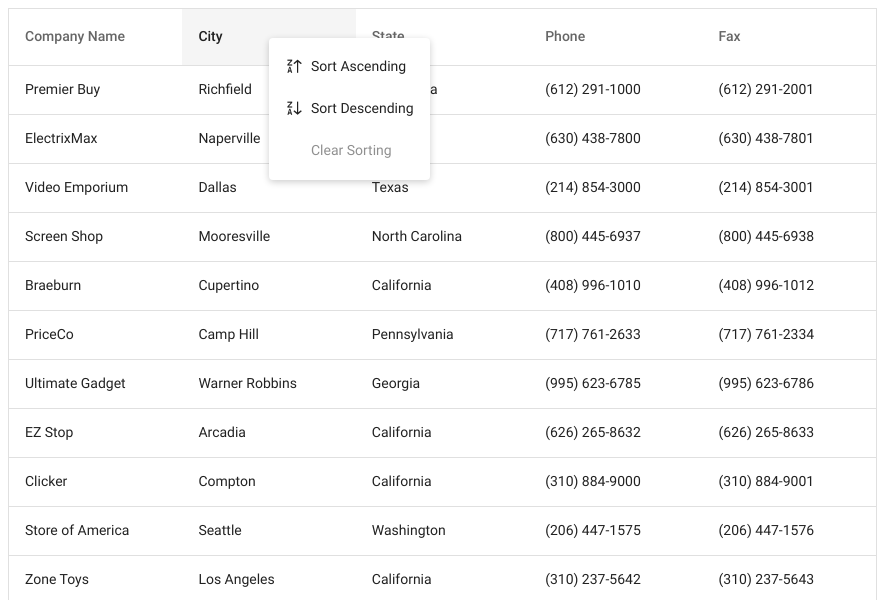 Company Name City State Phone Fax
Sort Ascending
Premier Buy Richfield a (612) 291-1000 (612) 291-2001
Sort Descending
ElectrixMax Naperville (630) 438-7800 (630) 438-7801
Clear Sorting
Video Emporium Dallas Texas (214) 854-3000 (214) 854-3001
Screen Shop Mooresville North Carolina (800) 445-6937 (800) 445-6938
Braeburn Cupertino California (408) 996-1010 (408) 996-1012
PriceCo Camp Hill Pennsylvania (717) 761-2633 (717) 761-2334
Ultimate Gadget Warner Robbins Georgia (995) 623-6785 (995) 623-6786
EZ Stop Arcadia California (626) 265-8632 (626) 265-8633
Clicker Compton California (310) 884-9000 (310) 884-9001
Store of America Seattle Washington (206) 447-1575 (206) 447-1576
Zone Toys Los Angeles California (310) 237-5642 (310) 237-5643